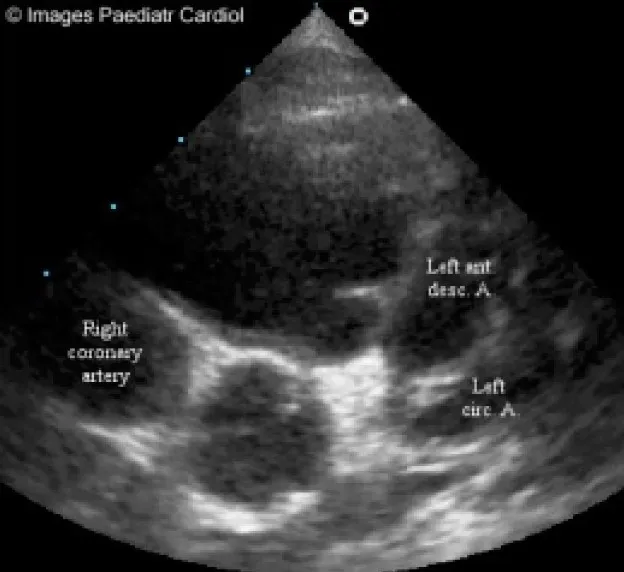 © Images Paediatr Cardiol
Left ant.
desc. A.
Right
coronary
artery
Left
circ. A.